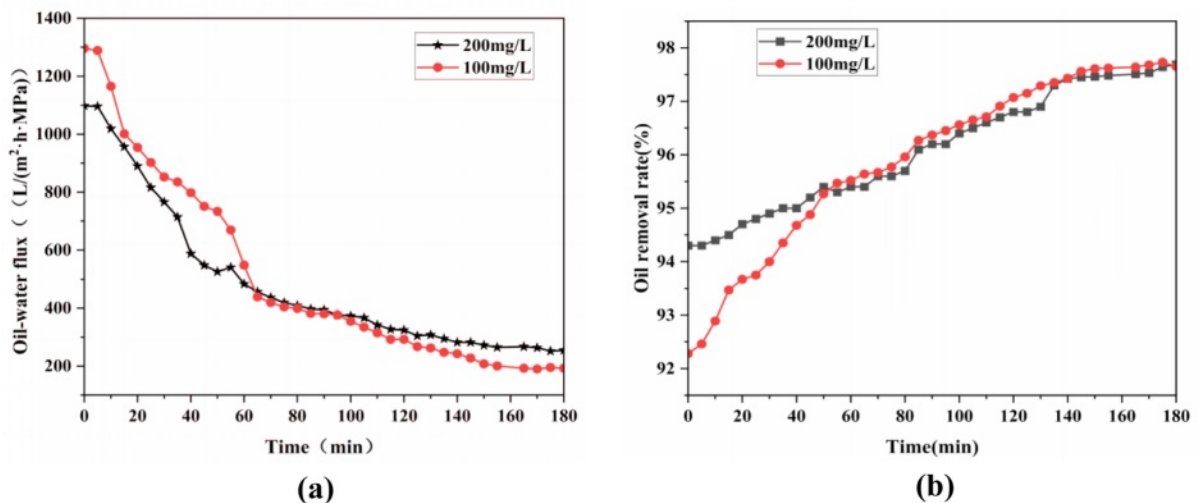 1400
1200
1000
800
600
400
200
0 20 40 60 80 100 120 140 160 180
Oil-water flux（（L/(m²·h·MPa))
Time（min）
200mg/L
100mg/L
(a)
98
97
96
95
94
93
92
0 20 40 60 80 100 120 140 160 180
Oil removal rate(%)
Time(min)
200mg/L
100mg/L
(b)